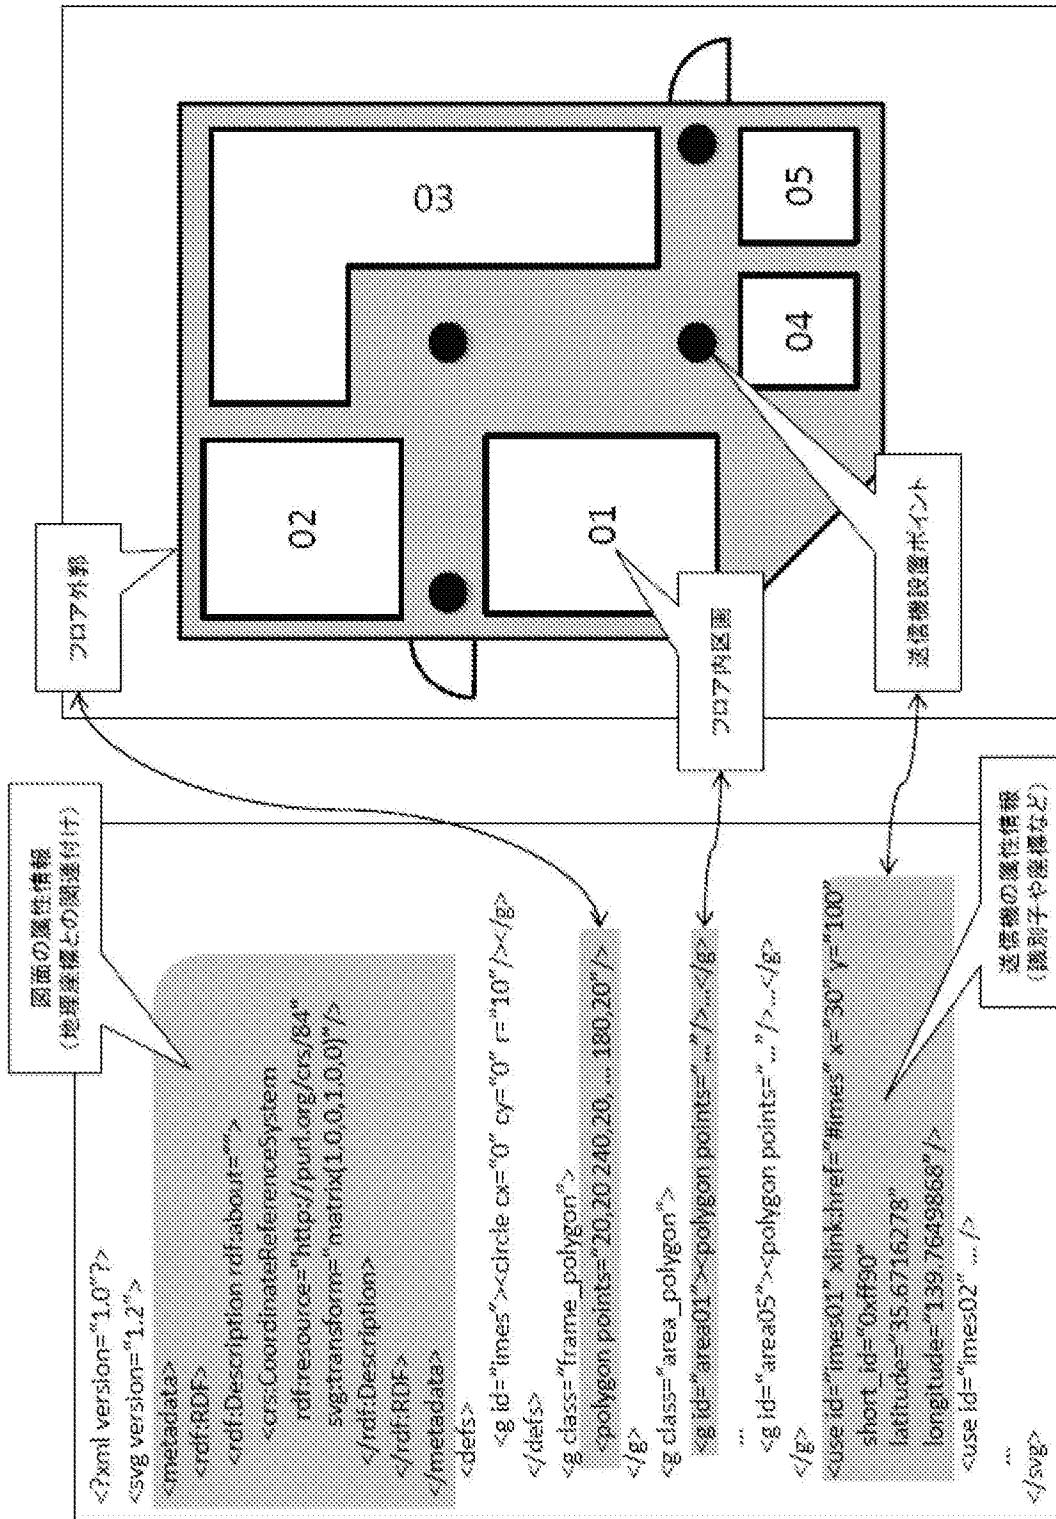 図面の属性情報
(地理座標との関連付け)
<?xml version="1.0"?>
<svg version="1.2">
<metadata>
<rdf:RDF>
<rdf:Description rdf:about="">
<crs:CoordinateReferenceSystem
rdf:resource="http://purl.org/crs/84"
svg:transform="matrix(1.0,0,1.0,0,0)"/>
</rdf:Description>
</rdf:RDF>
</metadata>
<defs>
<g id="imes"><circle cx="0" cy="0" r="10"/></g>
</defs>
<g class="frame_polygon">
<polygon points="20,20 240,20, ... 180,20"/>
</g>
<g class="area_polygon">
<g id="area01"><polygon points="..."/>...</g>
...
<g id="area05"><polygon points="..."/>...</g>
</g>
<use id="imes01" xlink:href="#imes" x="30" y="100"
short_id="0xff90"
latitude="35.6716278"
longtitude="139.7649868"/>
<use id="imes02" ... />
...
</svg>
送信機の属性情報
(識別子や座標など)
フロア外郭
フロア内区画
送信機設置ポイント
02
03
01
04
05